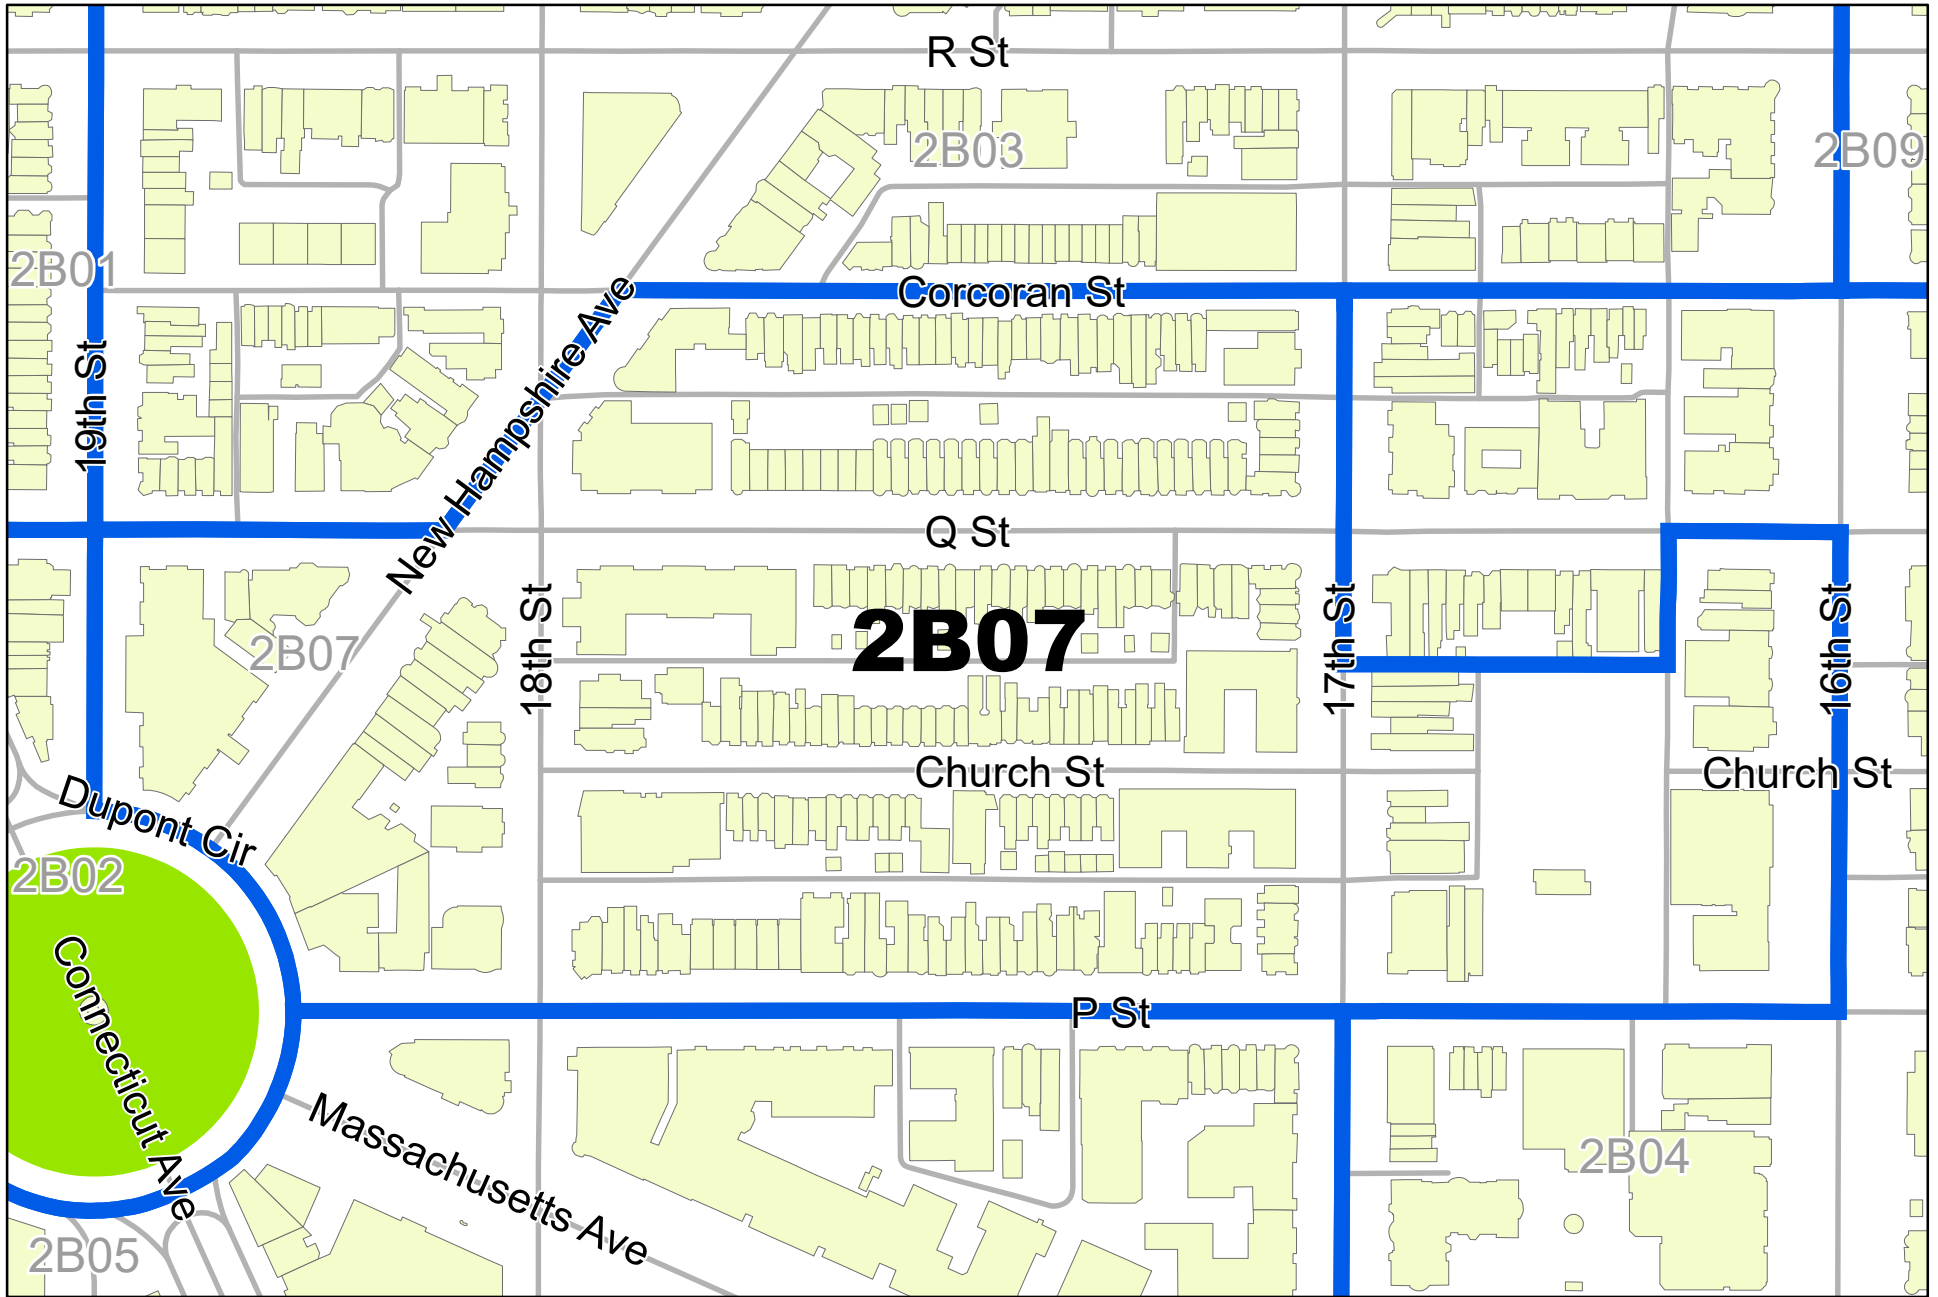 R St
2B03
2B09
2B01
Corcoran St
19th St
New Hampshire Ave
Q St
18th St
2B07
2B07
17th St
16th St
Church St
Church St
Dupont Cir
2B02
Connecticut Ave
P St
Massachusetts Ave
2B04
2B05